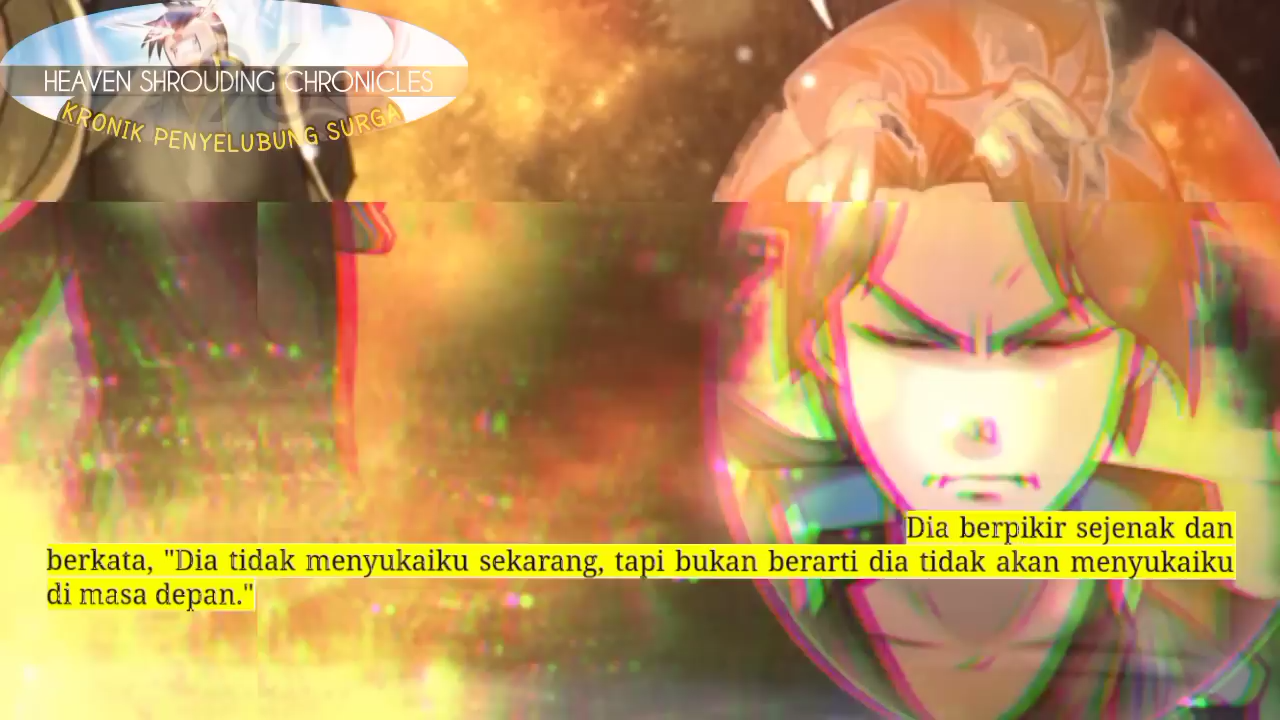 HEAVEN SHROUDING CHRONICLES
KRONIK PENYELUBUNG SURGA
Dia berpikir sejenak dan
berkata, "Dia tidak menyukaiku sekarang, tapi bukan berarti dia tidak akan menyukaiku
di masa depan."